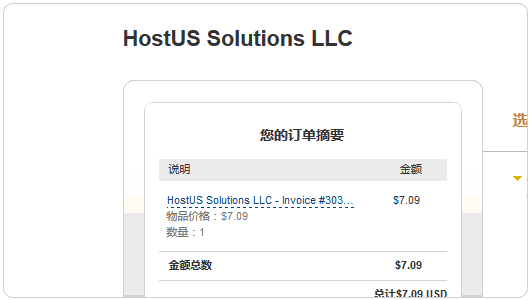 HostUS Solutions LLC
选
您的订单摘要
说明 金额
HostUS Solutions LLC - Invoice #303... $7.09
物品价格：$7.09
数量：1
金额总数 $7.09
总计$7.09 USD